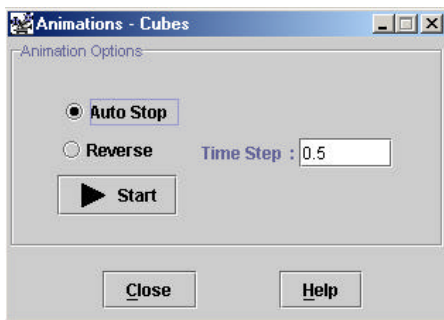 Animations - Cubes
Animation Options
Auto Stop
Reverse
Time Step : 0.5
Start
Close
Help